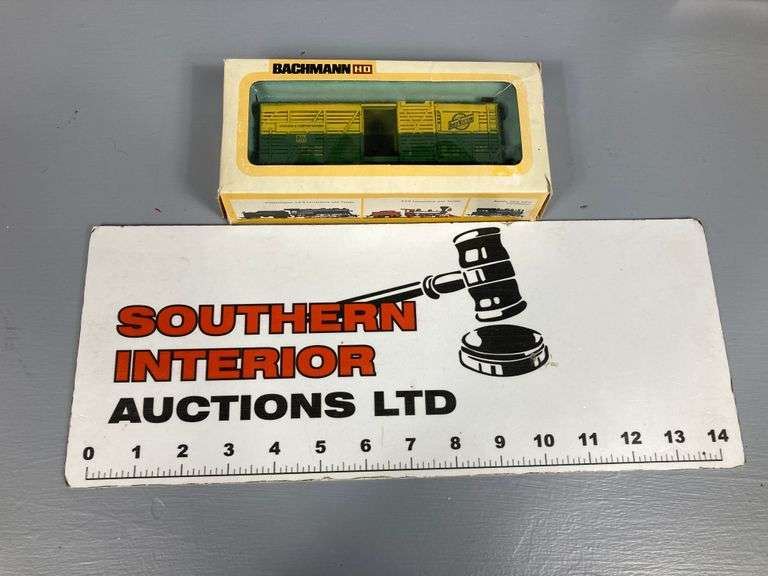 BACHMANN HO
SOUTHERN
INTERIOR
AUCTIONS LTD
0 1 2 3 4 5 6 7 8 9 10 11 12 13 14